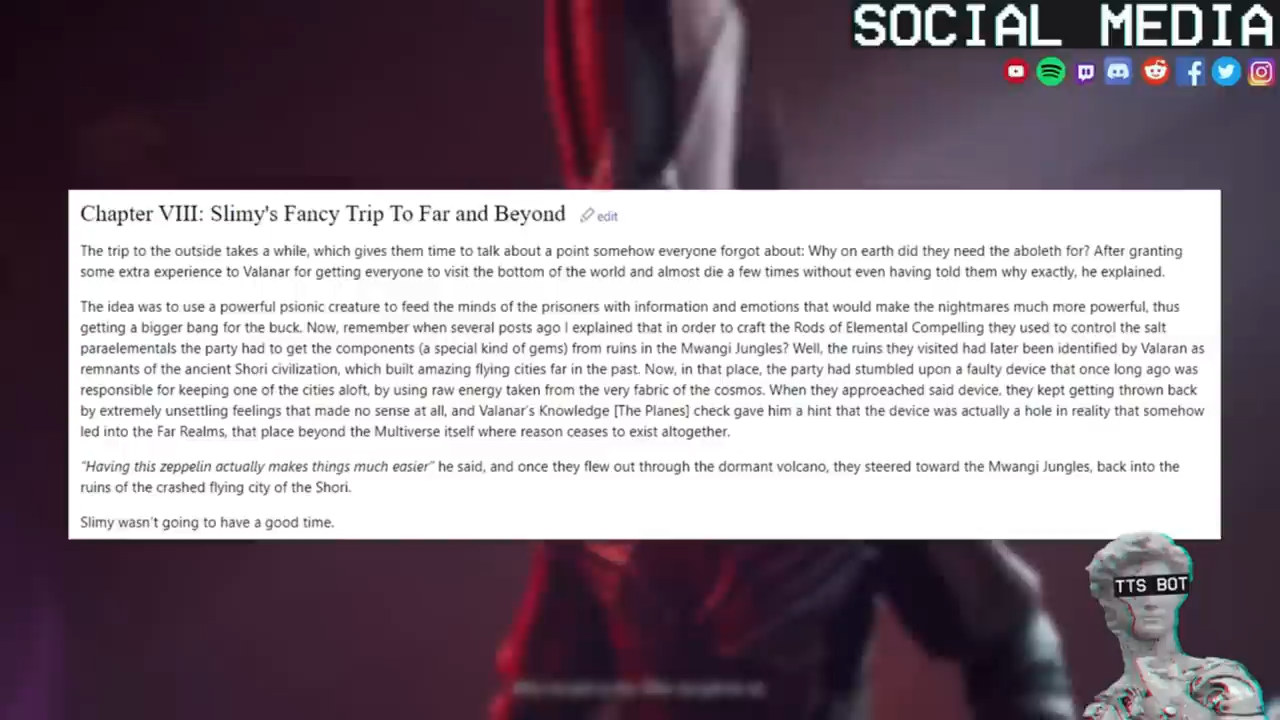 SOCIAL MEDIA
Chapter VIII: Slimy's Fancy Trip To Far and Beyond edit
The trip to the outside takes a while, which gives them time to talk about a point somehow everyone forgot about: Why on earth did they need the aboleth for? After granting
some extra experience to Valanar for getting everyone to visit the bottom of the world and almost die a few times without even having told them why exactly, he explained.
The idea was to use a powerful psionic creature to feed the minds of the prisoners with information and emotions that would make the nightmares much more powerful, thus
getting a bigger bang for the buck. Now, remember when several posts ago I explained that in order to craft the Rods of Elemental Compelling they used to control the salt
paraelementals the party had to get the components (a special kind of gems) from ruins in the Mwangi Jungles? Well, the ruins they visited had later been identified by Valaran as
remnants of the ancient Shori civilization, which built amazing flying cities far in the past. Now, in that place, the party had stumbled upon a faulty device that once long ago was
responsible for keeping one of the cities aloft, by using raw energy taken from the very fabric of the cosmos. When they approeached said device, they kept getting thrown back
by extremely unsettling feelings that made no sense at all, and Valanar's Knowledge [The Planes] check gave him a hint that the device was actually a hole in reality that somehow
led into the Far Realms, that place beyond the Multiverse itself where reason ceases to exist altogether.
"Having this zeppelin actually makes things much easier" he said, and once they flew out through the dormant volcano, they steered toward the Mwangi Jungles, back into the
ruins of the crashed flying city of the Shori.
Slimy wasn't going to have a good time.
TTS BOT